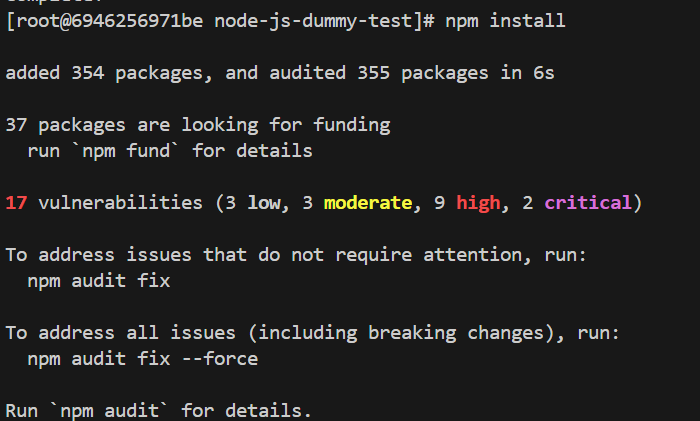 [root@6946256971be node-js-dummy-test]# npm install
added 354 packages, and audited 355 packages in 6s
37 packages are looking for funding
run `npm fund` for details
17 vulnerabilities (3 low, 3 moderate, 9 high, 2 critical)
To address issues that do not require attention, run:
npm audit fix
To address all issues (including breaking changes), run:
npm audit fix --force
Run `npm audit` for details.